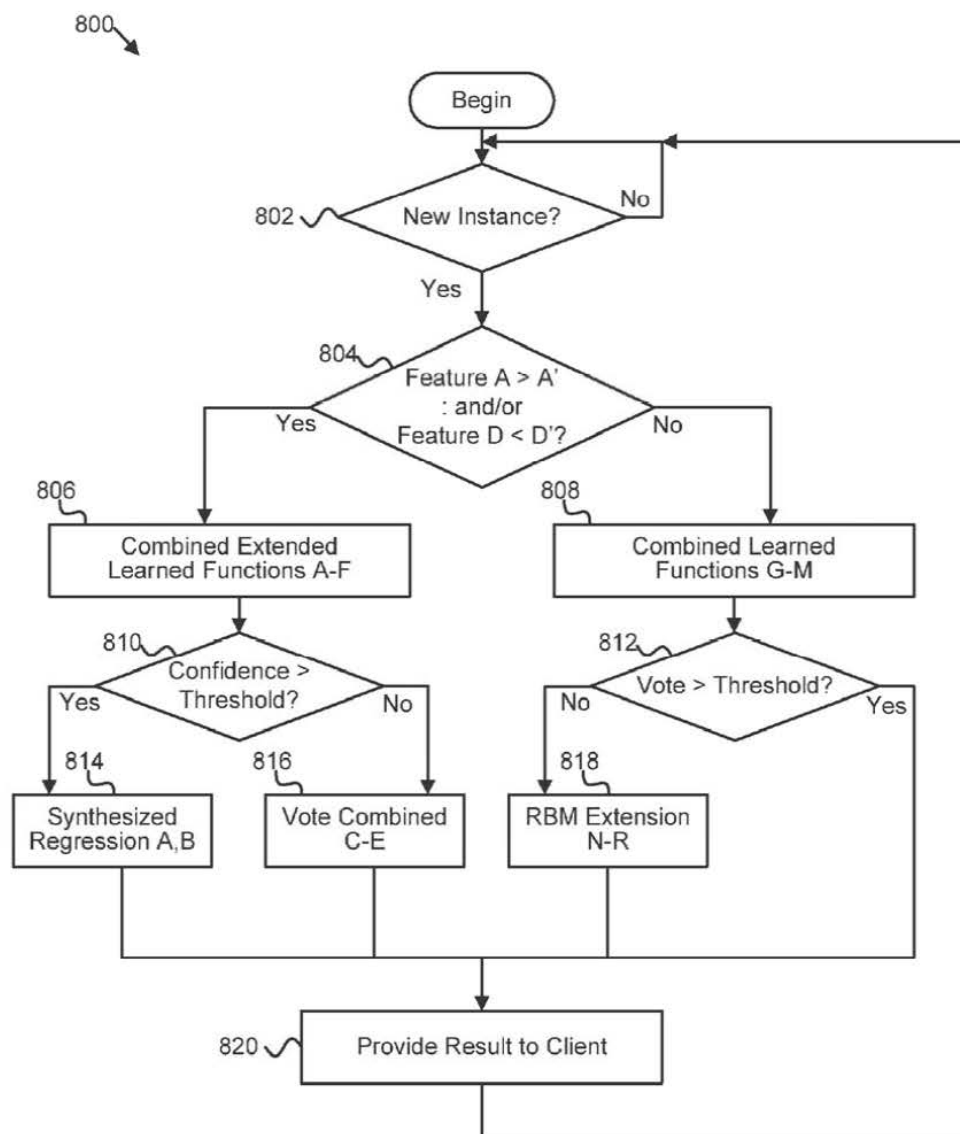 800
Begin
802
New Instance?
No
Yes
804
Feature A > A'
: and/or
Feature D < D'?
Yes
No
806
Combined Extended
Learned Functions A-F
808
Combined Learned
Functions G-M
810
Confidence >
Threshold?
Yes
No
812
Vote > Threshold?
No
Yes
814
Synthesized
Regression A,B
816
Vote Combined
C-E
818
RBM Extension
N-R
820
Provide Result to Client